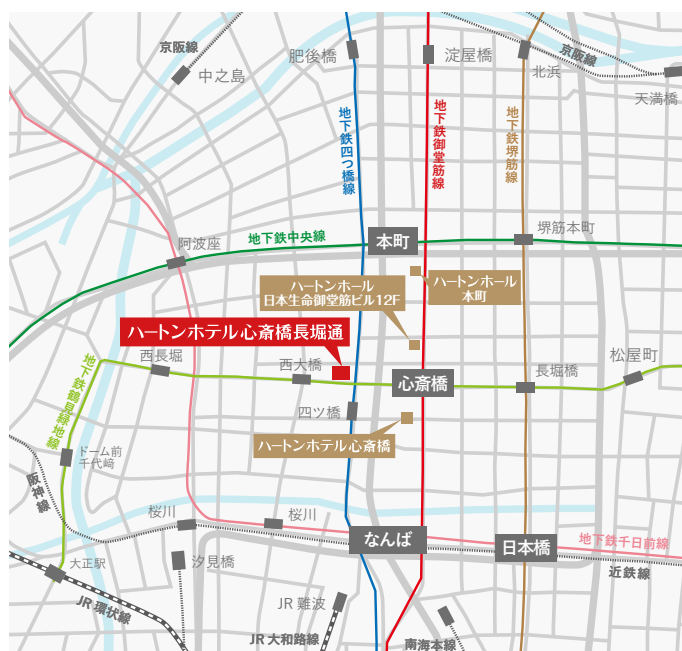 京阪線
中之島
肥後橋
淀屋橋
北浜
京阪線
天満橋
地下鉄四つ橋線
地下鉄御堂筋線
地下鉄堺筋線
阿波座
地下鉄中央線
本町
堺筋本町
ハートンホール
日本生命御堂筋ビル12F
ハートンホール
本町
ハートンホテル心斎橋長堀通
西長堀
西大橋
心斎橋
長堀橋
松屋町
地下鉄鶴見緑地線
四ツ橋
ハートンホテル心斎橋
ドーム前
千代崎
阪神線
桜川
桜川
なんば
日本橋
地下鉄千日前線
近鉄線
大正駅
汐見橋
JR環状線
JR難波
JR大和路線
南海本線